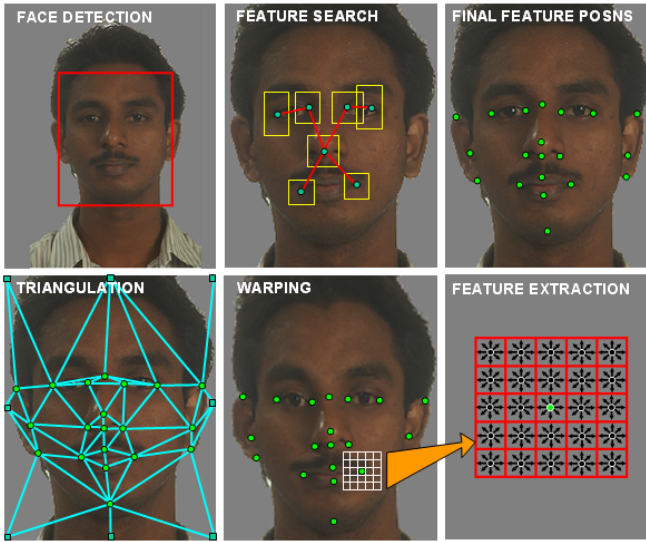 FACE DETECTION
FEATURE SEARCH
FINAL FEATURE POSNS
TRIANGULATION
WARPING
FEATURE EXTRACTION